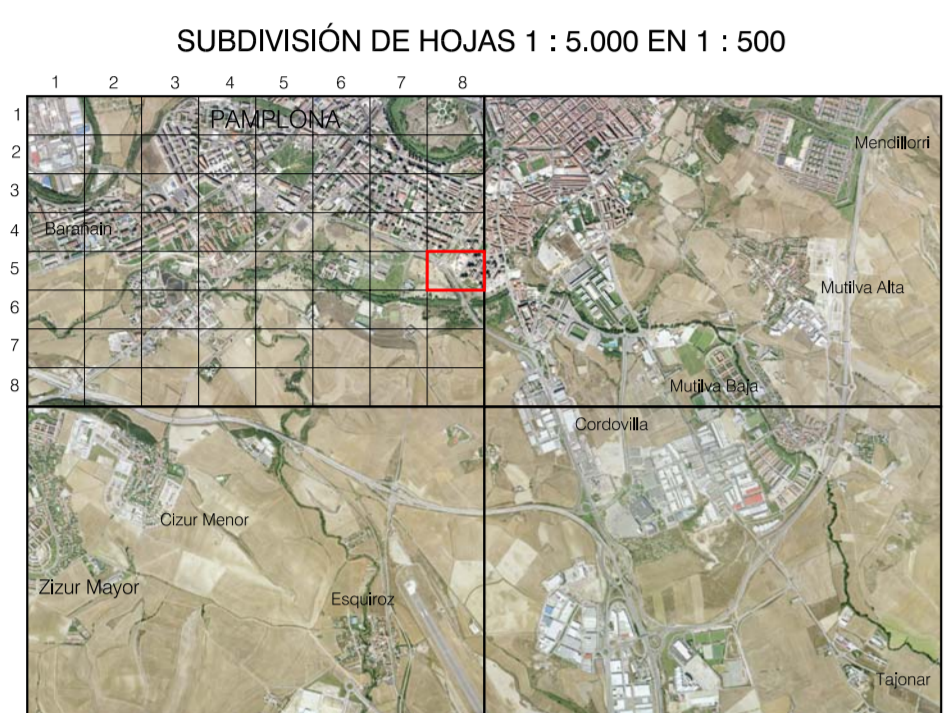 SUBDIVISIÓN DE HOJAS 1 : 5.000 EN 1 : 500
1 2 3 4 5 6 7 8
1
PAMPLONA
Mendillorri
2
3
4
Barañain
5
Mutilva Alta
6
7
8
Mutilva Baja
Cordovilla
Cizur Menor
Zizur Mayor
Esquiroz
Tajonar